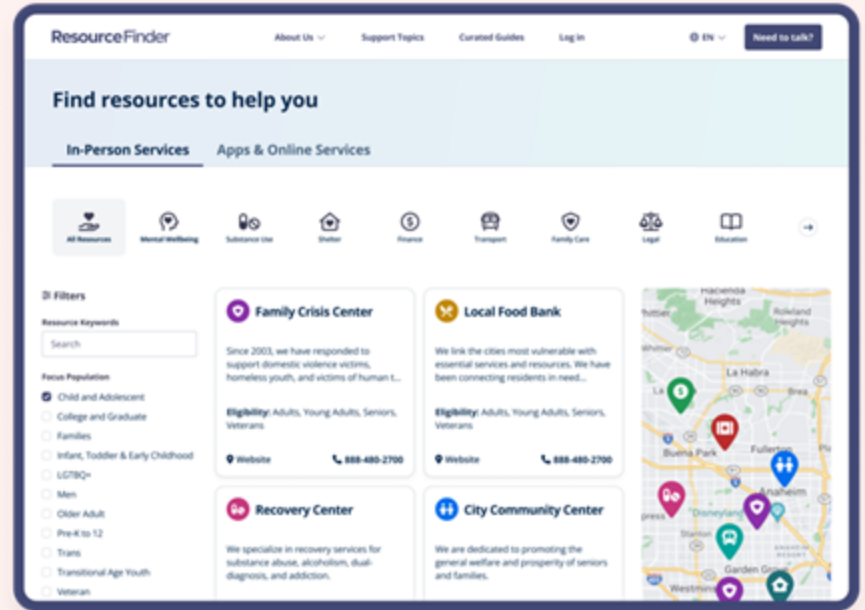 ResourceFinder
About Us
Support Topics
Curated Guides
Log in
EN
Need to talk?
Find resources to help you
In-Person Services
Apps & Online Services
All Resources
Mental Wellbeing
Substance Use
Shelter
Finance
Transport
Family Care
Legal
Education
Filters
Resource Keywords
Search
Focus Population
Child and Adolescent
College and Graduate
Families
Infant, Toddler & Early Childhood
LGTBQ+
Men
Older Adult
Pre-K to 12
Trans
Transitional Age Youth
Veteran
Family Crisis Center
Since 2003, we have responded to
support domestic violence victims,
homeless youth, and victims of human t...
Eligibility: Adults, Young Adults, Seniors,
Veterans
Website
888-480-2700
Local Food Bank
We link the cities most vulnerable with
essential services and resources. We have
been connecting residents in need...
Eligibility: Adults, Young Adults, Seniors,
Veterans
Website
888-480-2700
Recovery Center
We specialize in recovery services for
substance abuse, alcoholism, dual-
diagnosis, and addiction.
City Community Center
We are dedicated to promoting the
general welfare and prosperity of seniors
and families.
Hacienda
Heights
Rowland
Heights
Whittier
La Habra
La
Brea
Fullerton
Buena Park
Anaheim
press
Disneyland
Stanton
Garden Grove
Westmins